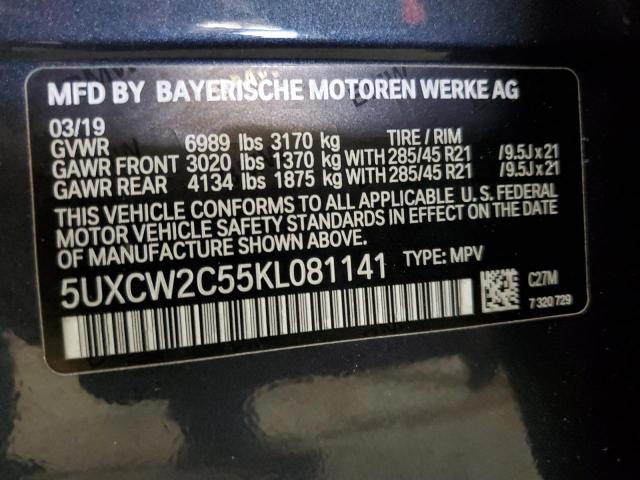 MFD BY BAYERISCHE MOTOREN WERKE AG
03/19
GVWR 6989 lbs 3170 kg TIRE / RIM
GAWR FRONT 3020 lbs 1370 kg WITH 285/45 R21 /9.5J x 21
GAWR REAR 4134 lbs 1875 kg WITH 285/45 R21 /9.5J x 21
THIS VEHICLE CONFORMS TO ALL APPLICABLE U.S. FEDERAL
MOTOR VEHICLE SAFETY STANDARDS IN EFFECT ON THE DATE
OF MANUFACTURE SHOWN ABOVE.
5UXCW2C55KL081141 TYPE: MPV
C27M
7 320 729